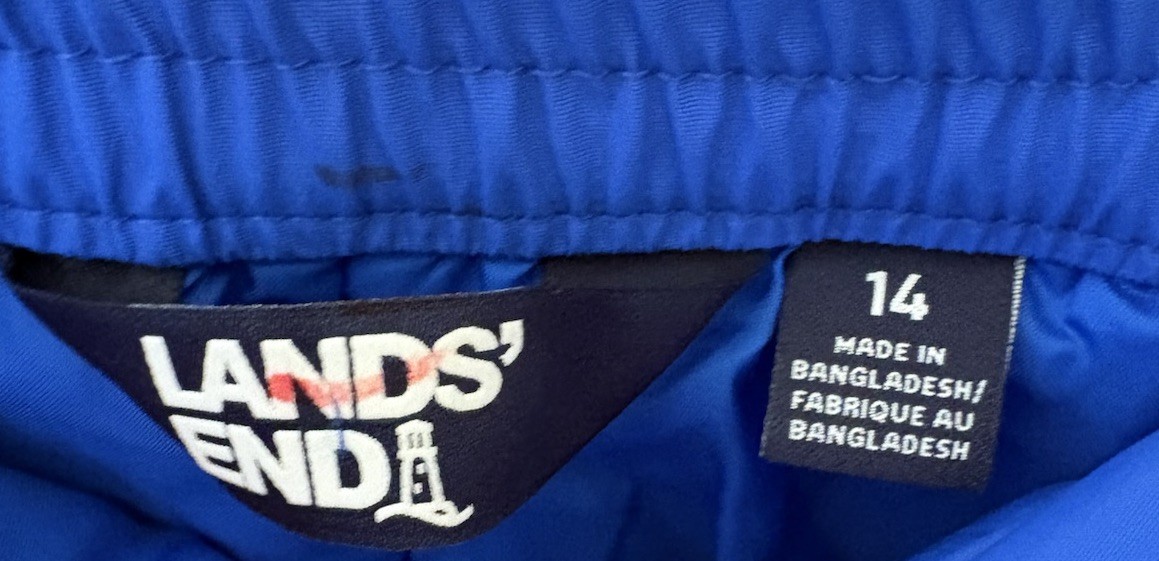 LANDS'
END
14
MADE IN
BANGLADESH/
FABRIQUE AU
BANGLADESH